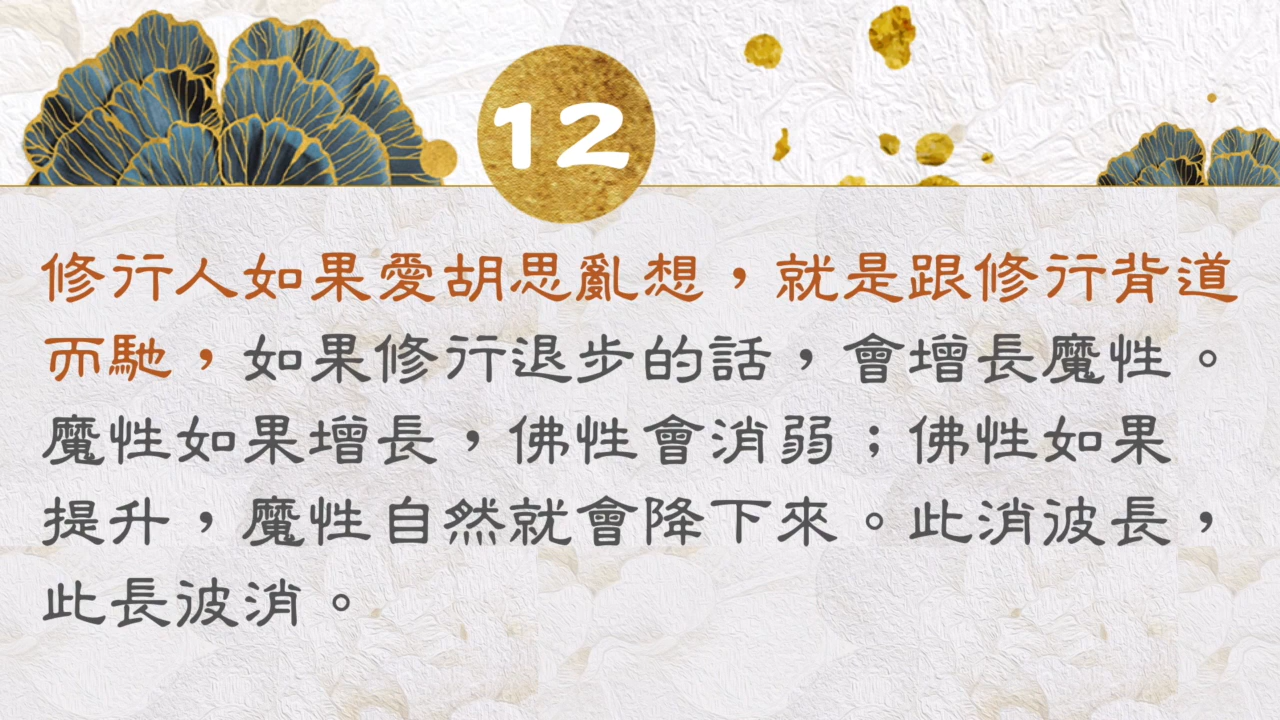 12
修行人如果愛胡思亂想，就是跟修行背道
而馳，如果修行退步的話，會增長魔性。
魔性如果增長，佛性會消弱；佛性如果
提升，魔性自然就會降下來。此消彼長，
此長彼消。